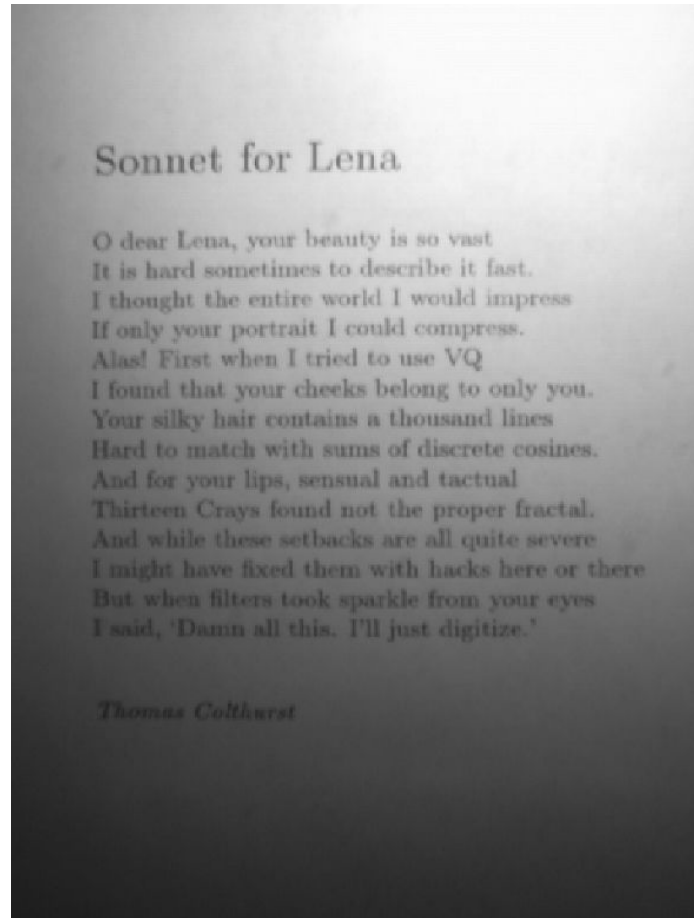 Sonnet for Lena
O dear Lena, your beauty is so vast
It is hard sometimes to describe it fast.
I thought the entire world I would impress
If only your portrait I could compress.
Alas! First when I tried to use VQ
I found that your cheeks belong to only you.
Your silky hair contains a thousand lines
Hard to match with sums of discrete cosines.
And for your lips, sensual and tactual
Thirteen Crays found not the proper fractal.
And while these setbacks are all quite severe
I might have fixed them with hacks here or there
But when filters took sparkle from your eyes
I said, ‘Damn all this. I’ll just digitize.’
Thomas Colthurst